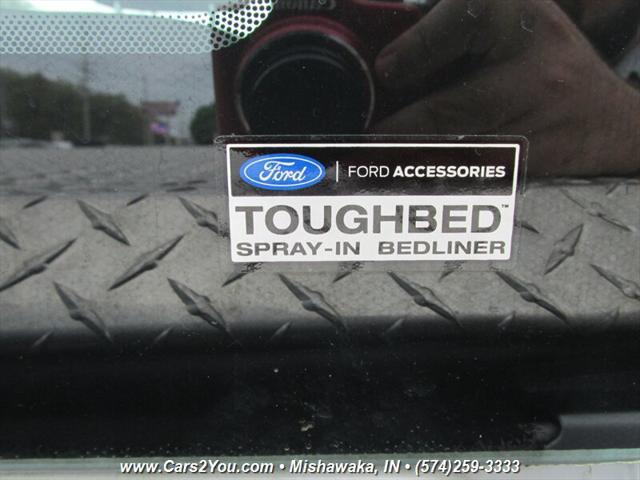 Ford | FORD ACCESSORIES
TOUGHBED™
SPRAY-IN BEDLINER
www.Cars2You.com • Mishawaka, IN • (574)259-3333